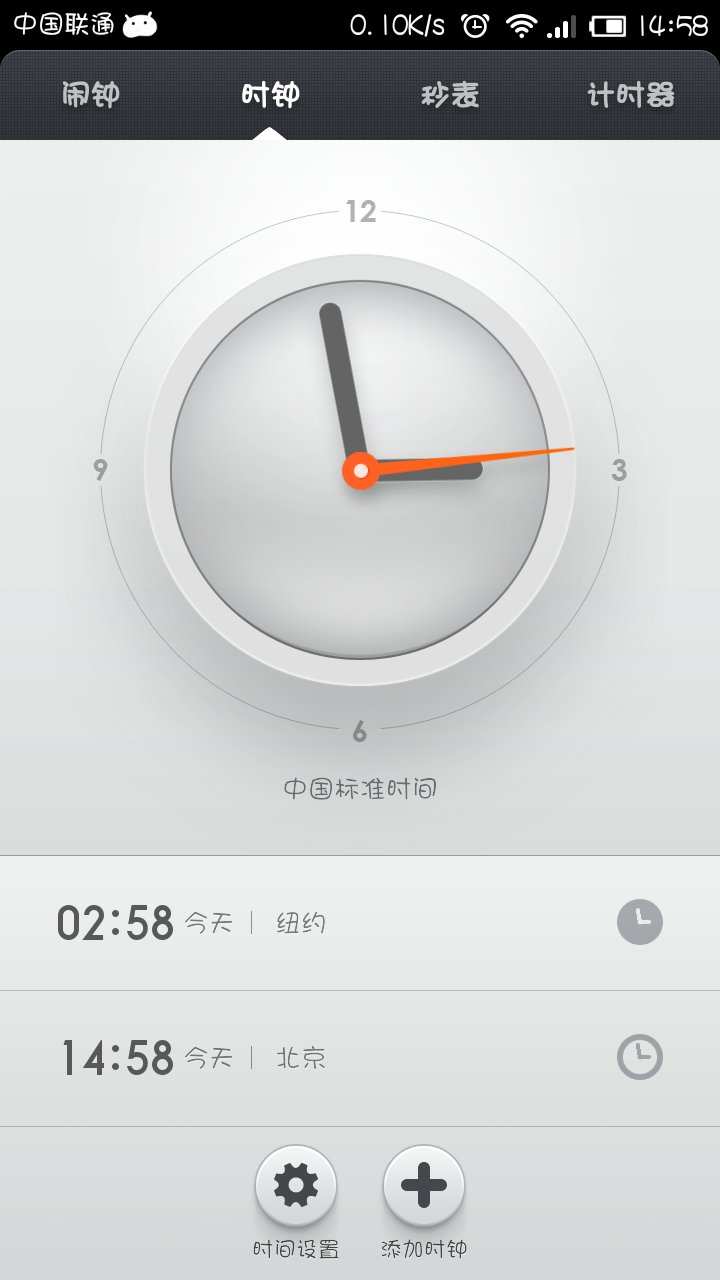 中国联通 0.10K/s 14:58
闹钟 时钟 秒表 计时器
12
9 3
6
中国标准时间
02:58 今天 | 纽约
14:58 今天 | 北京
时间设置 添加时钟